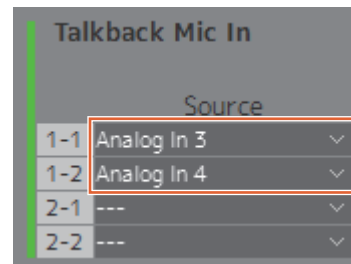 Talkback Mic In
Source
1-1 Analog In 3
1-2 Analog In 4
2-1 ---
2-2 ---